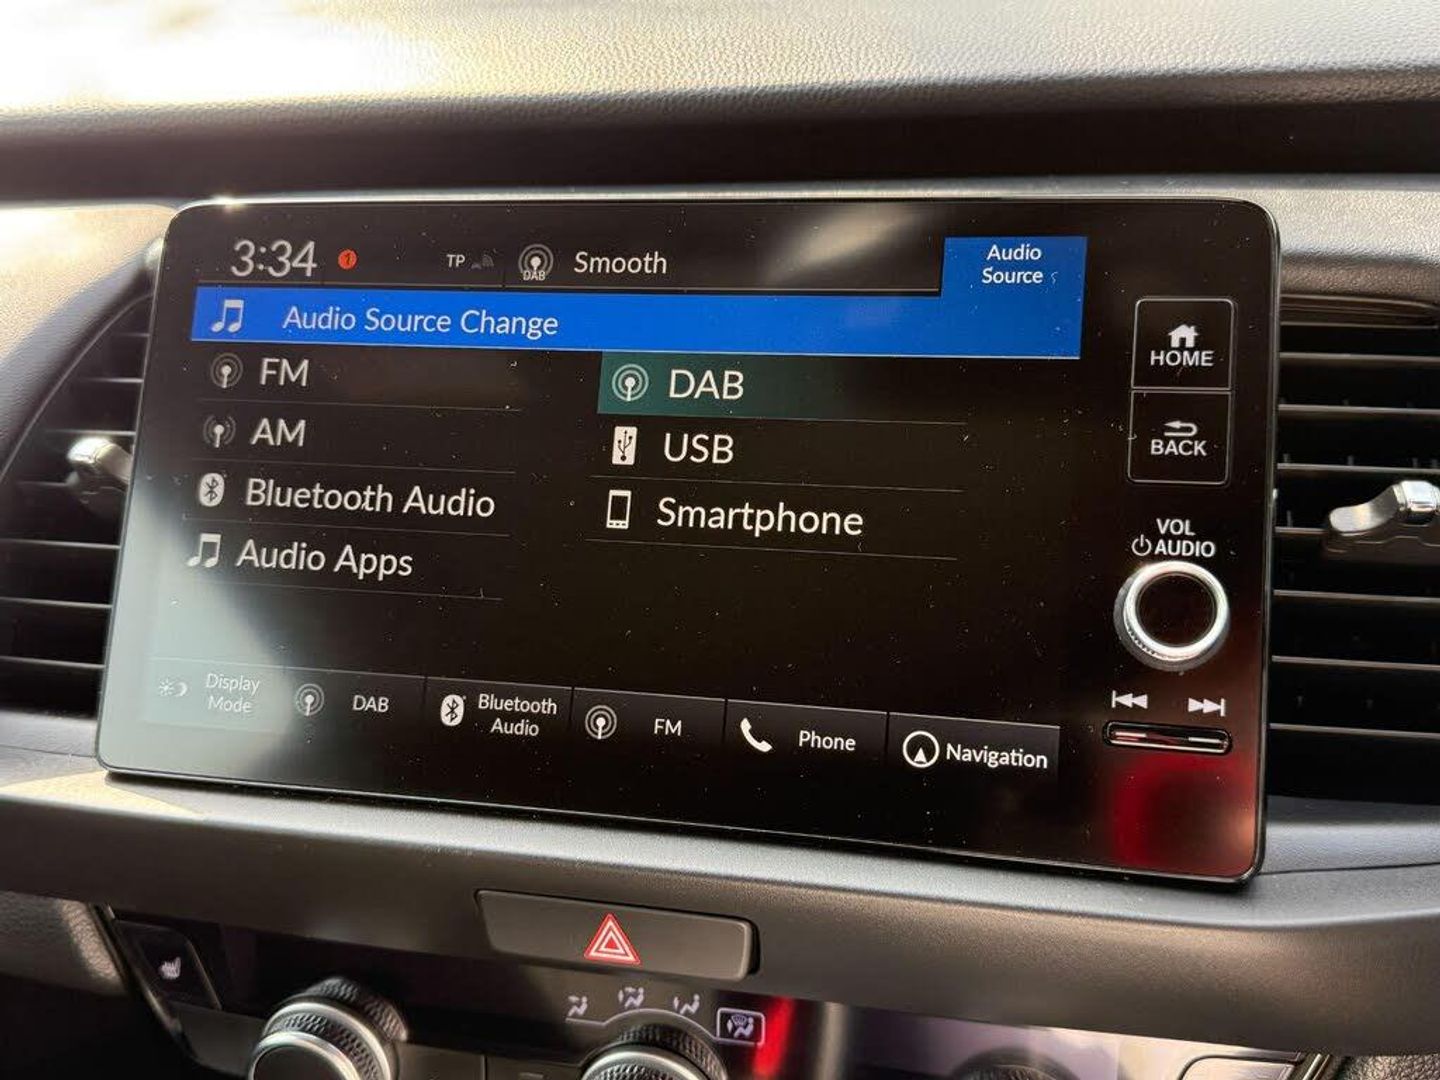 3:34 1 TP DAB Smooth
Audio
Source
Audio Source Change
FM
DAB
AM
USB
Bluetooth Audio
Smartphone
Audio Apps
Display
Mode
DAB
Bluetooth
Audio
FM
Phone
Navigation
HOME
BACK
VOL
AUDIO